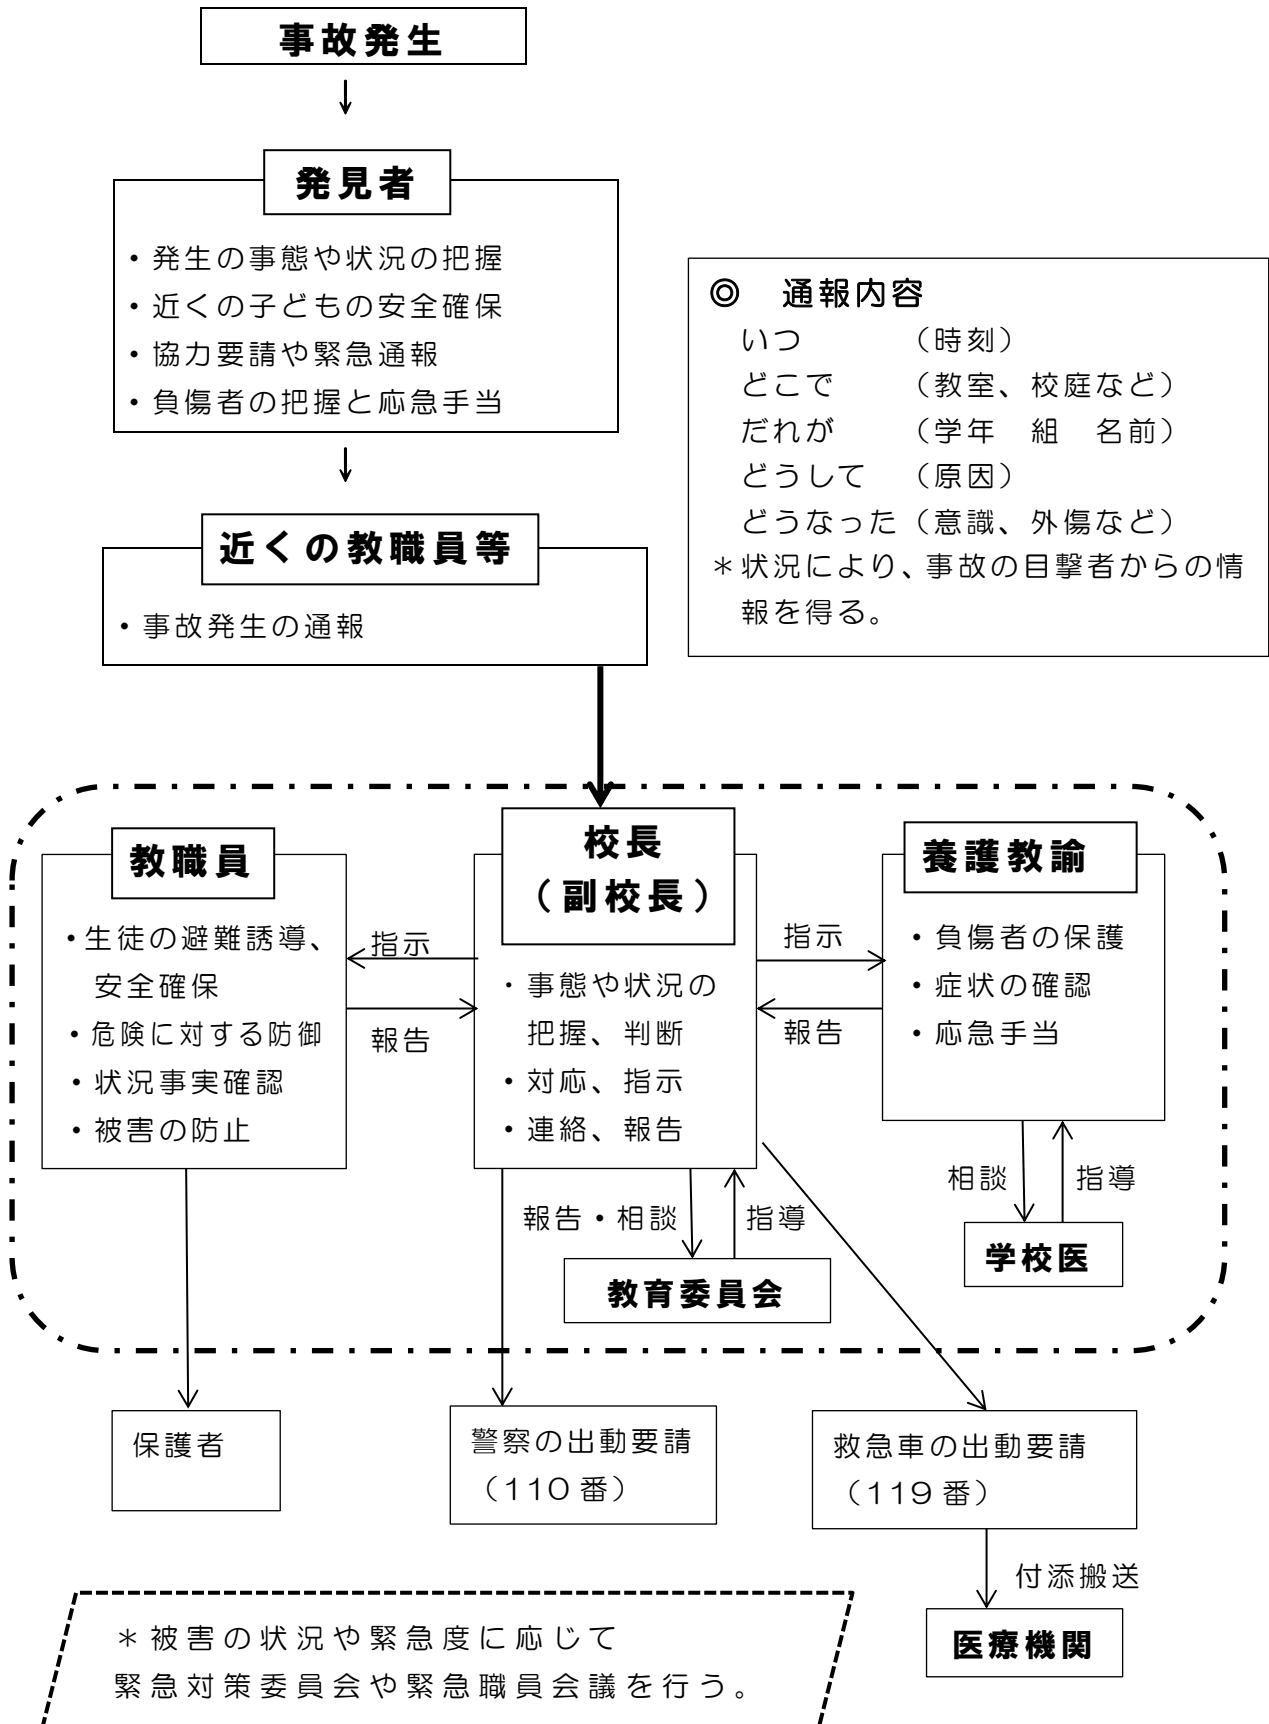 事故発生
発見者
・発生の事態や状況の把握
・近くの子どもの安全確保
・協力要請や緊急通報
・負傷者の把握と応急手当
◎　通報内容
いつ　（時刻）
どこで　（教室、校庭など）
だれが　（学年　組　名前）
どうして　（原因）
どうなった（意識、外傷など）
＊状況により、事故の目撃者からの情
報を得る。
近くの教職員等
・事故発生の通報
教職員
・生徒の避難誘導、
安全確保
・危険に対する防御
・状況事実確認
・被害の防止
指示
報告
校長
（副校長）
・事態や状況の
把握、判断
・対応、指示
・連絡、報告
指示
報告
養護教諭
・負傷者の保護
・症状の確認
・応急手当
相談
指導
学校医
報告・相談
指導
教育委員会
保護者
警察の出動要請
（110番）
救急車の出動要請
（119番）
付添搬送
医療機関
＊被害の状況や緊急度に応じて
緊急対策委員会や緊急職員会議を行う。